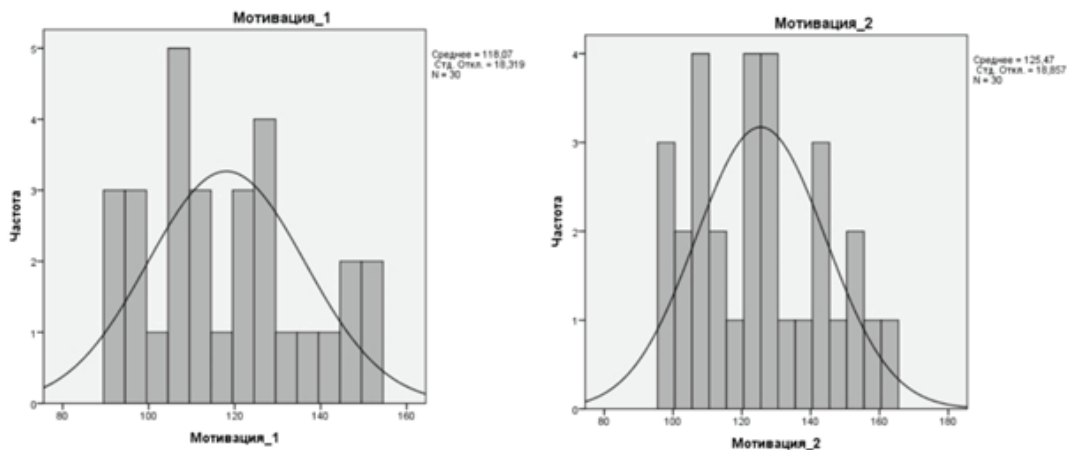 Мотивация_1
Среднее = 118,07
Стд. Откл. = 18,319
N = 30
5
4
3
2
1
0
Частота
80 100 120 140 160
Мотивация_1
Мотивация_2
Среднее = 125,47
Стд. Откл. = 18,857
N = 30
4
3
2
1
0
Частота
80 100 120 140 160 180
Мотивация_2